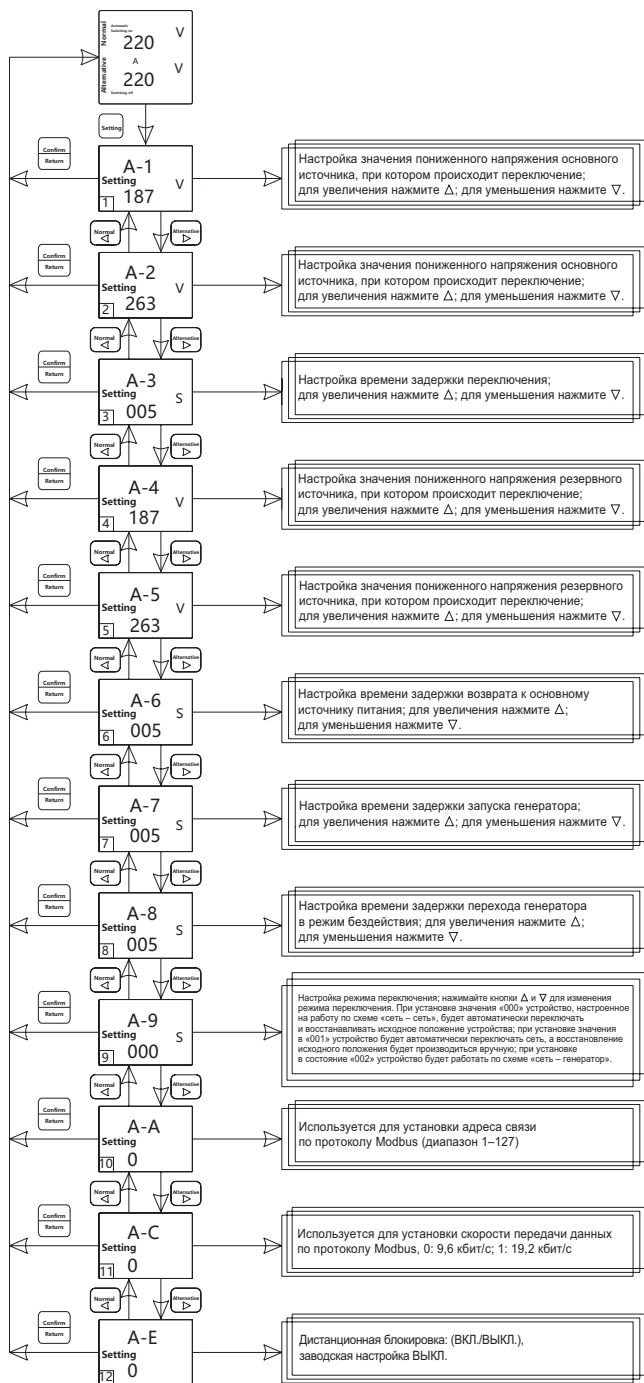 Normal
Alternative
Automatic
Switching on
220 V
A
220 V
Switching off
Setting
Confirm
Return
A-1
Setting
1 187 V
Настройка значения пониженного напряжения основного
источника, при котором происходит переключение;
для увеличения нажмите △; для уменьшения нажмите ▽.
Normal
Alternative
Confirm
Return
A-2
Setting
2 263 V
Настройка значения пониженного напряжения основного
источника, при котором происходит переключение;
для увеличения нажмите △; для уменьшения нажмите ▽.
Normal
Alternative
Confirm
Return
A-3
Setting
3 005 S
Настройка времени задержки переключения;
для увеличения нажмите △; для уменьшения нажмите ▽.
Normal
Alternative
Confirm
Return
A-4
Setting
4 187 V
Настройка значения пониженного напряжения резервного
источника, при котором происходит переключение;
для увеличения нажмите △; для уменьшения нажмите ▽.
Normal
Alternative
Confirm
Return
A-5
Setting
5 263 V
Настройка значения пониженного напряжения резервного
источника, при котором происходит переключение;
для увеличения нажмите △; для уменьшения нажмите ▽.
Normal
Alternative
Confirm
Return
A-6
Setting
6 005 S
Настройка времени задержки возврата к основному
источнику питания; для увеличения нажмите △;
для уменьшения нажмите ▽.
Normal
Alternative
Confirm
Return
A-7
Setting
7 005 S
Настройка времени задержки запуска генератора;
для увеличения нажмите △; для уменьшения нажмите ▽.
Normal
Alternative
Confirm
Return
A-8
Setting
8 005 S
Настройка времени задержки перехода генератора
в режим бездействия; для увеличения нажмите △;
для уменьшения нажмите ▽.
Normal
Alternative
Confirm
Return
A-9
Setting
9 000 S
Настройка режима переключения; нажимайте кнопки △ и ▽ для изменения
режима переключения. При установке значения «000» устройство, настроенное
на работу по схеме «сеть – сеть», будет автоматически переключать
и восстанавливать исходное положение устройства; при установке значения
в «001» устройство будет автоматически переключать сеть, а восстановление
исходного положения будет производиться вручную; при установке
в состояние «002» устройство будет работать по схеме «сеть – генератор».
Normal
Alternative
Confirm
Return
A-A
Setting
10 0
Используется для установки адреса связи
по протоколу Modbus (диапазон 1–127)
Normal
Alternative
Confirm
Return
A-C
Setting
11 0
Используется для установки скорости передачи данных
по протоколу Modbus, 0: 9,6 кбит/с; 1: 19,2 кбит/с
Normal
Alternative
Confirm
Return
A-E
Setting
12 0
Дистанционная блокировка: (ВКЛ./ВЫКЛ.),
заводская настройка ВЫКЛ.